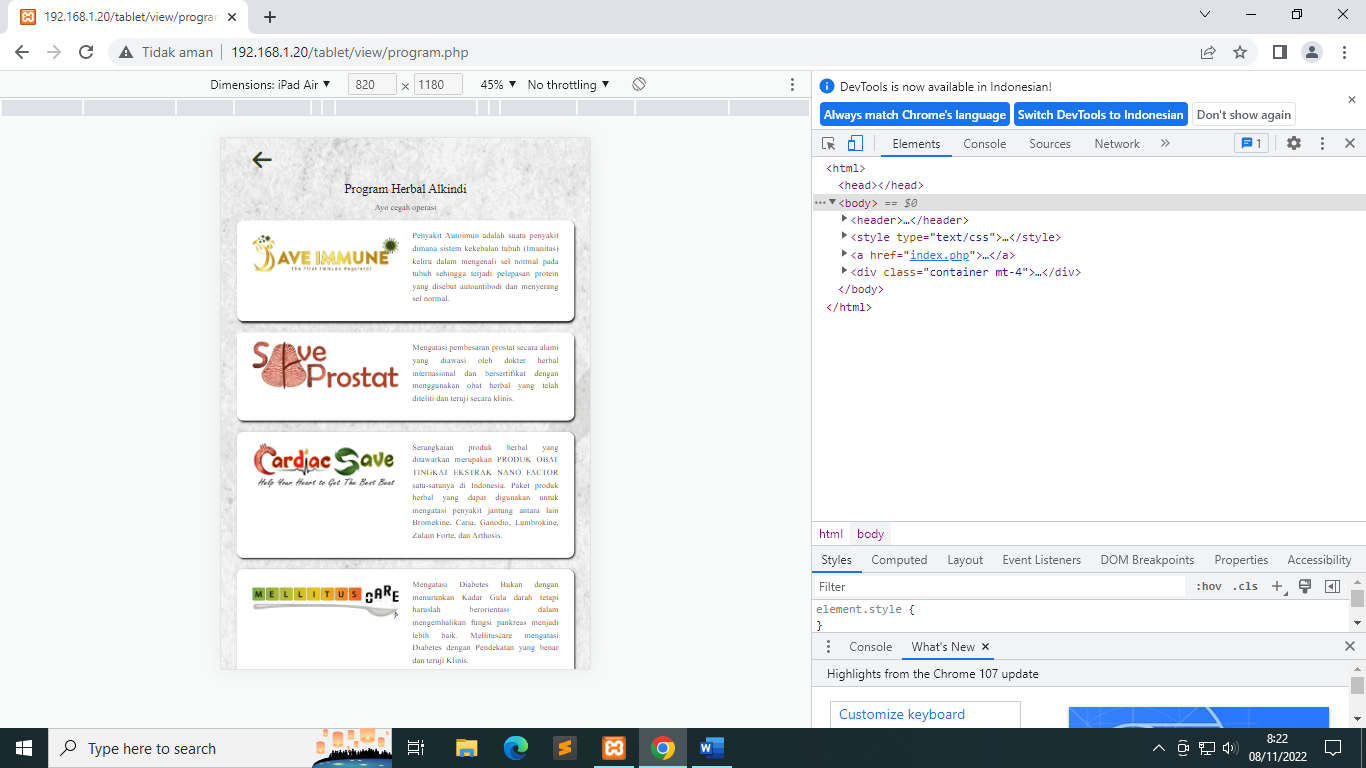 192.168.1.20/tablet/view/progra
Tidak aman
192.168.1.20/tablet/view/program.php
Dimensions: iPad Air
820
×
1180
45%
No throttling
Program Herbal Alkindi
Ayo cegah operasi
SAVE IMMUNE
The First Immuno Regulator
Penyakit Autoimun adalah suatu penyakit
dimana sistem kekebalan tubuh (imunitas)
keliru dalam mengenali sel normal pada
tubuh sehingga terjadi pelepasan protein
yang disebut autoantibodi dan menyerang
sel normal.
Save
Prostat
Mengatasi pembesaran prostat secara alami
yang diawasi oleh dokter herbal
internasional dan bersertifikat dengan
menggunakan obat herbal yang telah
diteliti dan teruji secara klinis.
Cardiac Save
Help Your Heart to Get The Best Beat
Serangkaian produk herbal yang
ditawarkan merupakan PRODUK OBAT
TINGKAT EKSTRAK NANO FACTOR
satu-satunya di Indonesia. Paket produk
herbal yang dapat digunakan untuk
mengatasi penyakit jantung antara lain
Bromekine, Caria, Ganodio, Lumbrokine,
Zulam Forte, dan Arthosis.
MELLITUS CARE
Mengatasi Diabetes Bukan dengan
menurunkan Kadar Gula darah tetapi
haruslah berorientasi dalam
mengembalikan fungsi pankreas menjadi
lebih baik. Mellituscare mengatasi
Diabetes dengan Pendekatan yang benar
dan teruji Klinis.
DevTools is now available in Indonesian!
Always match Chrome's language
Switch DevTools to Indonesian
Don't show again
Elements
Console
Sources
Network
1
<html>
<head></head>
<body> == $0
<header>…</header>
<style type="text/css">…</style>
<a href="index.php">…</a>
<div class="container mt-4">…</div>
</body>
</html>
html
body
Styles
Computed
Layout
Event Listeners
DOM Breakpoints
Properties
Accessibility
Filter
:hov
.cls
element.style {
}
Console
What's New
Highlights from the Chrome 107 update
Customize keyboard
Type here to search
8:22
08/11/2022